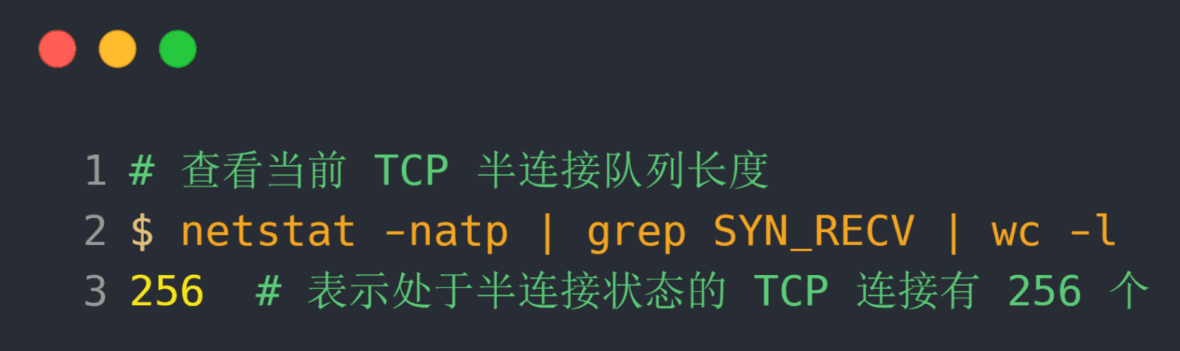 1 # 查看当前 TCP 半连接队列长度
2 $ netstat -natp | grep SYN_RECV | wc -l
3 256  # 表示处于半连接状态的 TCP 连接有 256 个